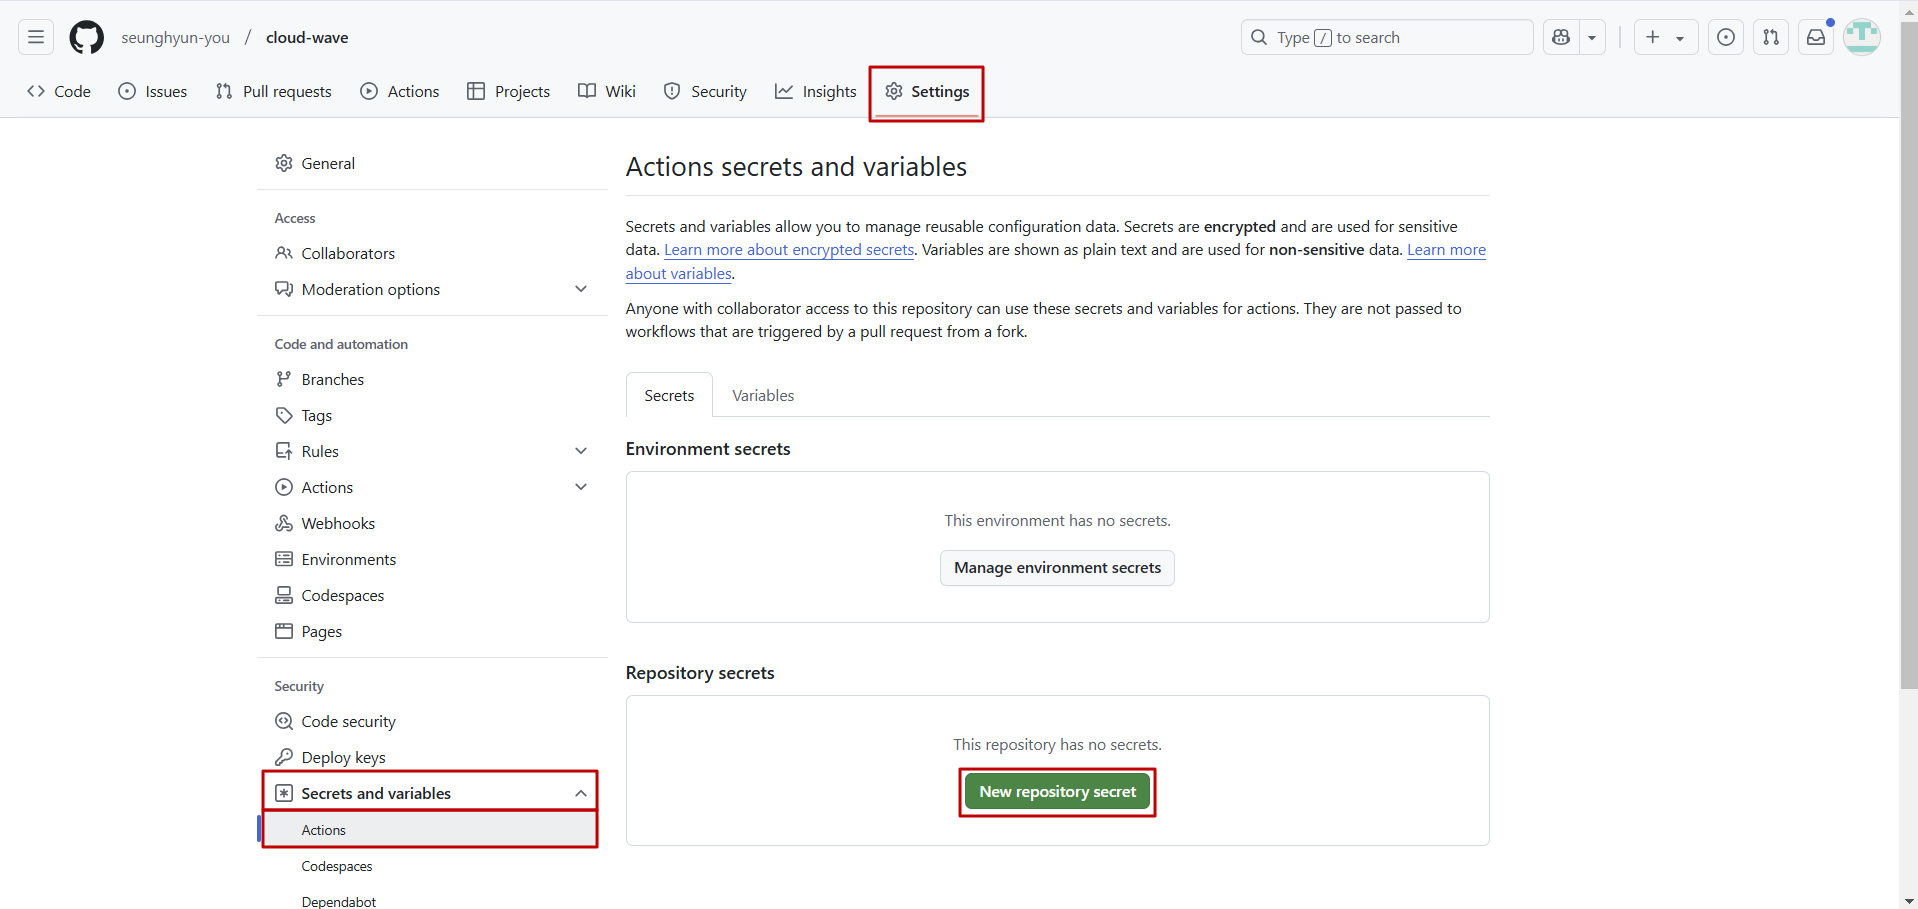 seunghyun-you / cloud-wave
Type / to search
Code Issues Pull requests Actions Projects Wiki Security Insights Settings
General
Access
Collaborators
Moderation options
Code and automation
Branches
Tags
Rules
Actions
Webhooks
Environments
Codespaces
Pages
Security
Code security
Deploy keys
Secrets and variables
Actions
Codespaces
Dependabot
Actions secrets and variables
Secrets and variables allow you to manage reusable configuration data. Secrets are encrypted and are used for sensitive
data. Learn more about encrypted secrets. Variables are shown as plain text and are used for non-sensitive data. Learn more
about variables.
Anyone with collaborator access to this repository can use these secrets and variables for actions. They are not passed to
workflows that are triggered by a pull request from a fork.
Secrets Variables
Environment secrets
This environment has no secrets.
Manage environment secrets
Repository secrets
This repository has no secrets.
New repository secret